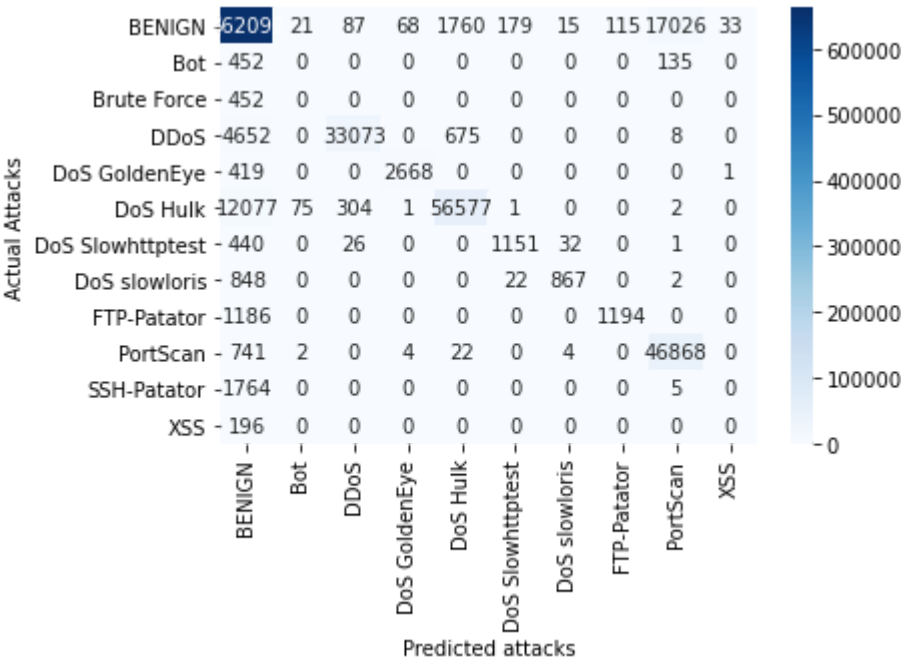 BENIGN 6209 21 87 68 1760 179 15 115 17026 33
Bot 452 0 0 0 0 0 0 0 135 0
Brute Force 452 0 0 0 0 0 0 0 0 0
DDoS 4652 0 33073 0 675 0 0 0 8 0
DoS GoldenEye 419 0 0 2668 0 0 0 0 0 1
DoS Hulk 12077 75 304 1 56577 1 0 0 2 0
DoS Slowhttptest 440 0 26 0 0 1151 32 0 1 0
DoS slowloris 848 0 0 0 0 22 867 0 2 0
FTP-Patator 1186 0 0 0 0 0 0 1194 0 0
PortScan 741 2 0 4 22 0 4 0 46868 0
SSH-Patator 1764 0 0 0 0 0 0 0 5 0
XSS 196 0 0 0 0 0 0 0 0 0
Actual Attacks
BENIGN
Bot
DDoS
DoS GoldenEye
DoS Hulk
DoS Slowhttptest
DoS slowloris
FTP-Patator
PortScan
XSS
Predicted attacks
600000
500000
400000
300000
200000
100000
0